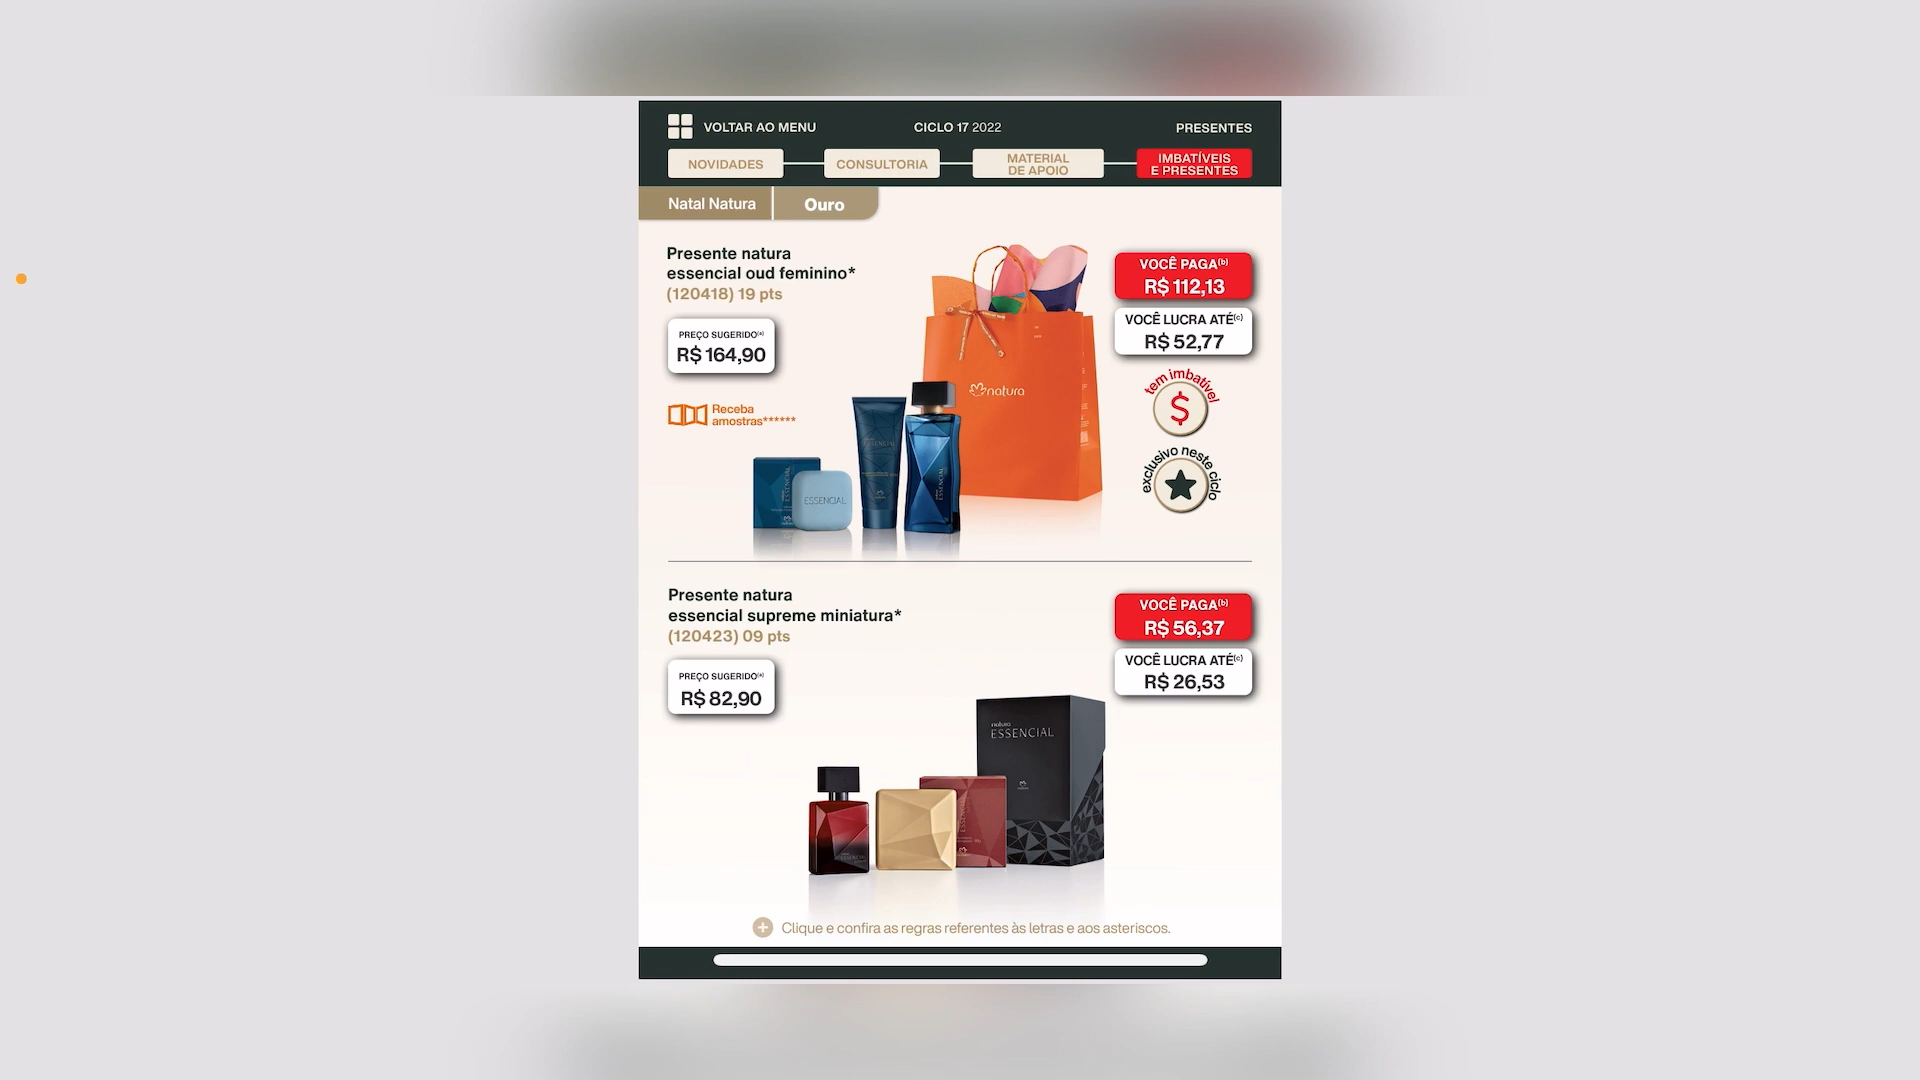 VOLTAR AO MENU
CICLO 17 2022
PRESENTES
NOVIDADES
CONSULTORIA
MATERIAL
DE APOIO
IMBATÍVEIS
E PRESENTES
Natal Natura
Ouro
Presente natura
essencial oud feminino*
(120418) 19 pts
PREÇO SUGERIDO(a)
R$ 164,90
Receba
amostras******
natura
ESSENCIAL
VOCÊ PAGA(b)
R$ 112,13
VOCÊ LUCRA ATÉ(c)
R$ 52,77
tem imbatível
$
exclusivo neste ciclo
Presente natura
essencial supreme miniatura*
(120423) 09 pts
PREÇO SUGERIDO(a)
R$ 82,90
VOCÊ PAGA(b)
R$ 56,37
VOCÊ LUCRA ATÉ(c)
R$ 26,53
natura
ESSENCIAL
Clique e confira as regras referentes às letras e aos asteriscos.